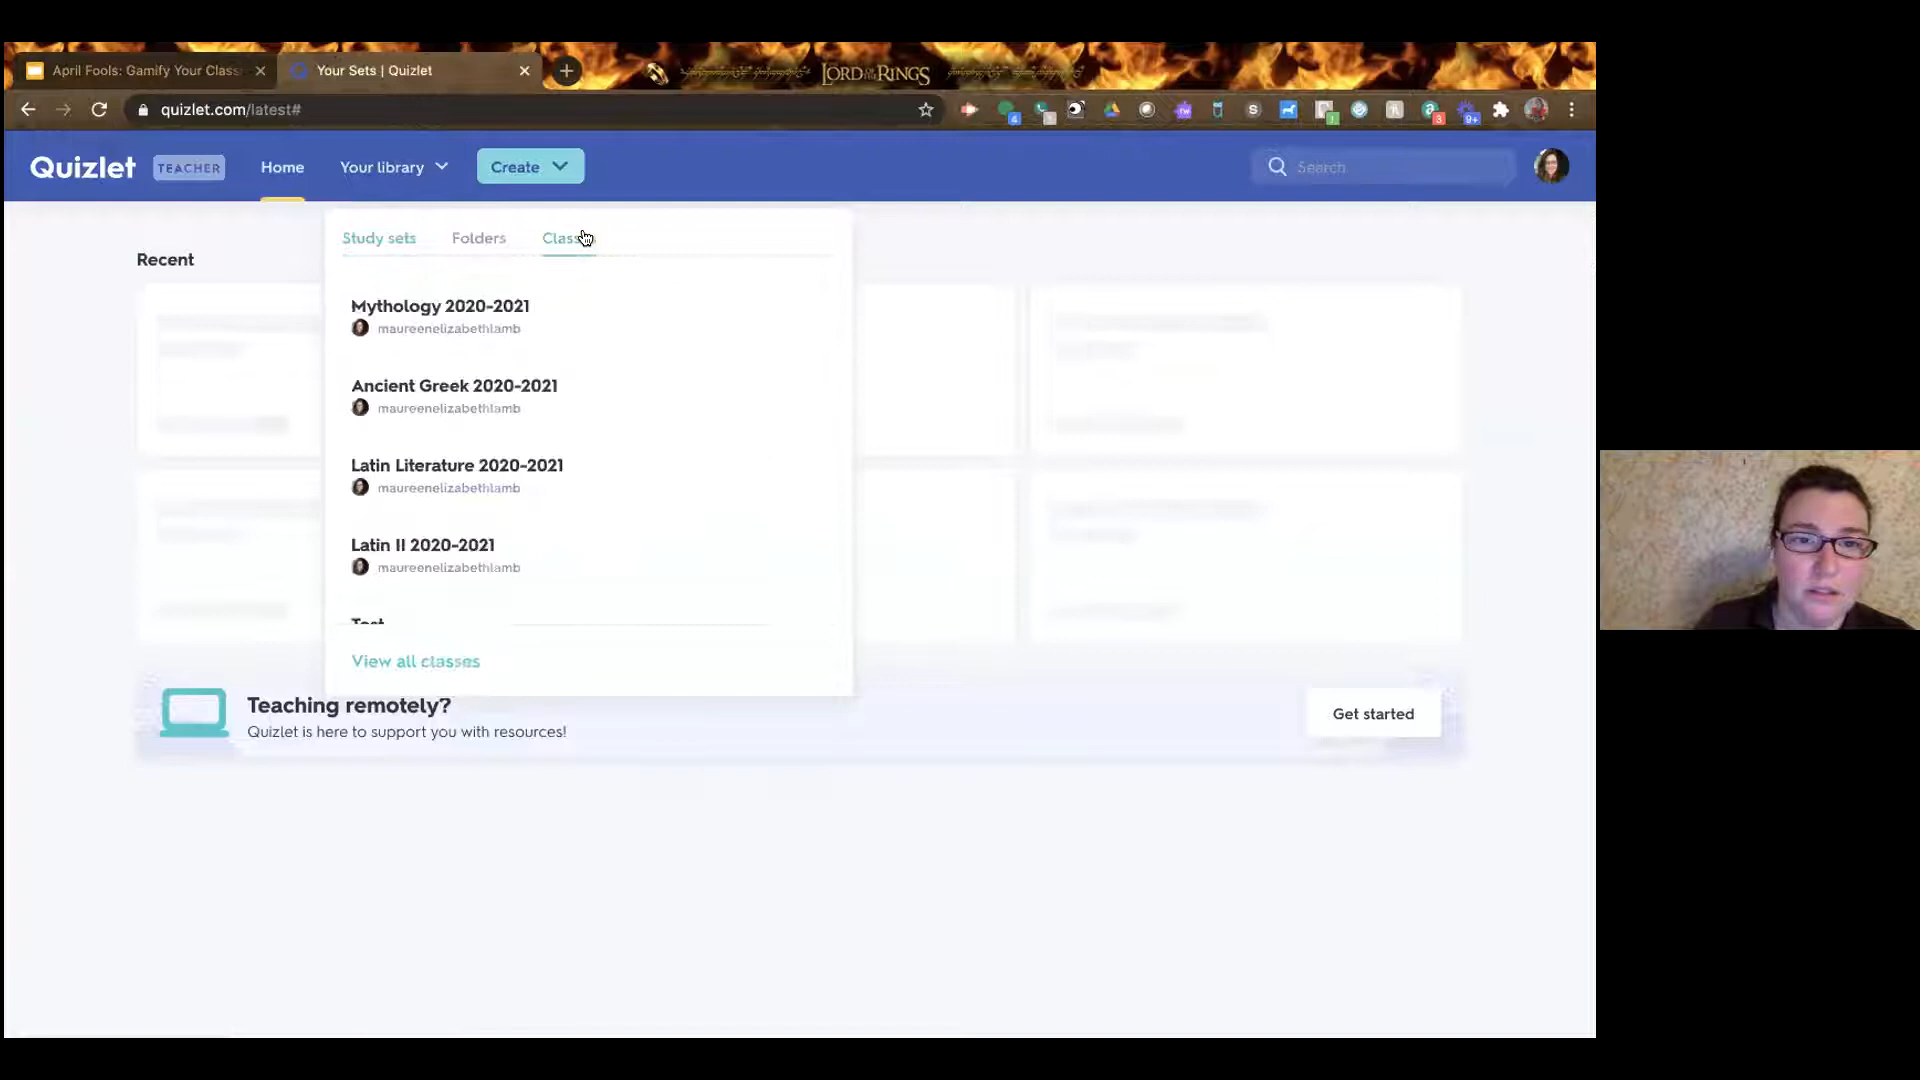 April Fools: Gamify Your Class
Your Sets | Quizlet
LORD OF THE RINGS
quizlet.com/latest#
Quizlet
TEACHER
Home
Your library
Create
Search
Study sets
Folders
Recent
Mythology 2020-2021
maureenelizabethlamb
Ancient Greek 2020-2021
maureenelizabethlamb
Latin Literature 2020-2021
maureenelizabethlamb
Latin II 2020-2021
maureenelizabethlamb
Test
View all classes
Teaching remotely?
Quizlet is here to support you with resources!
Get started